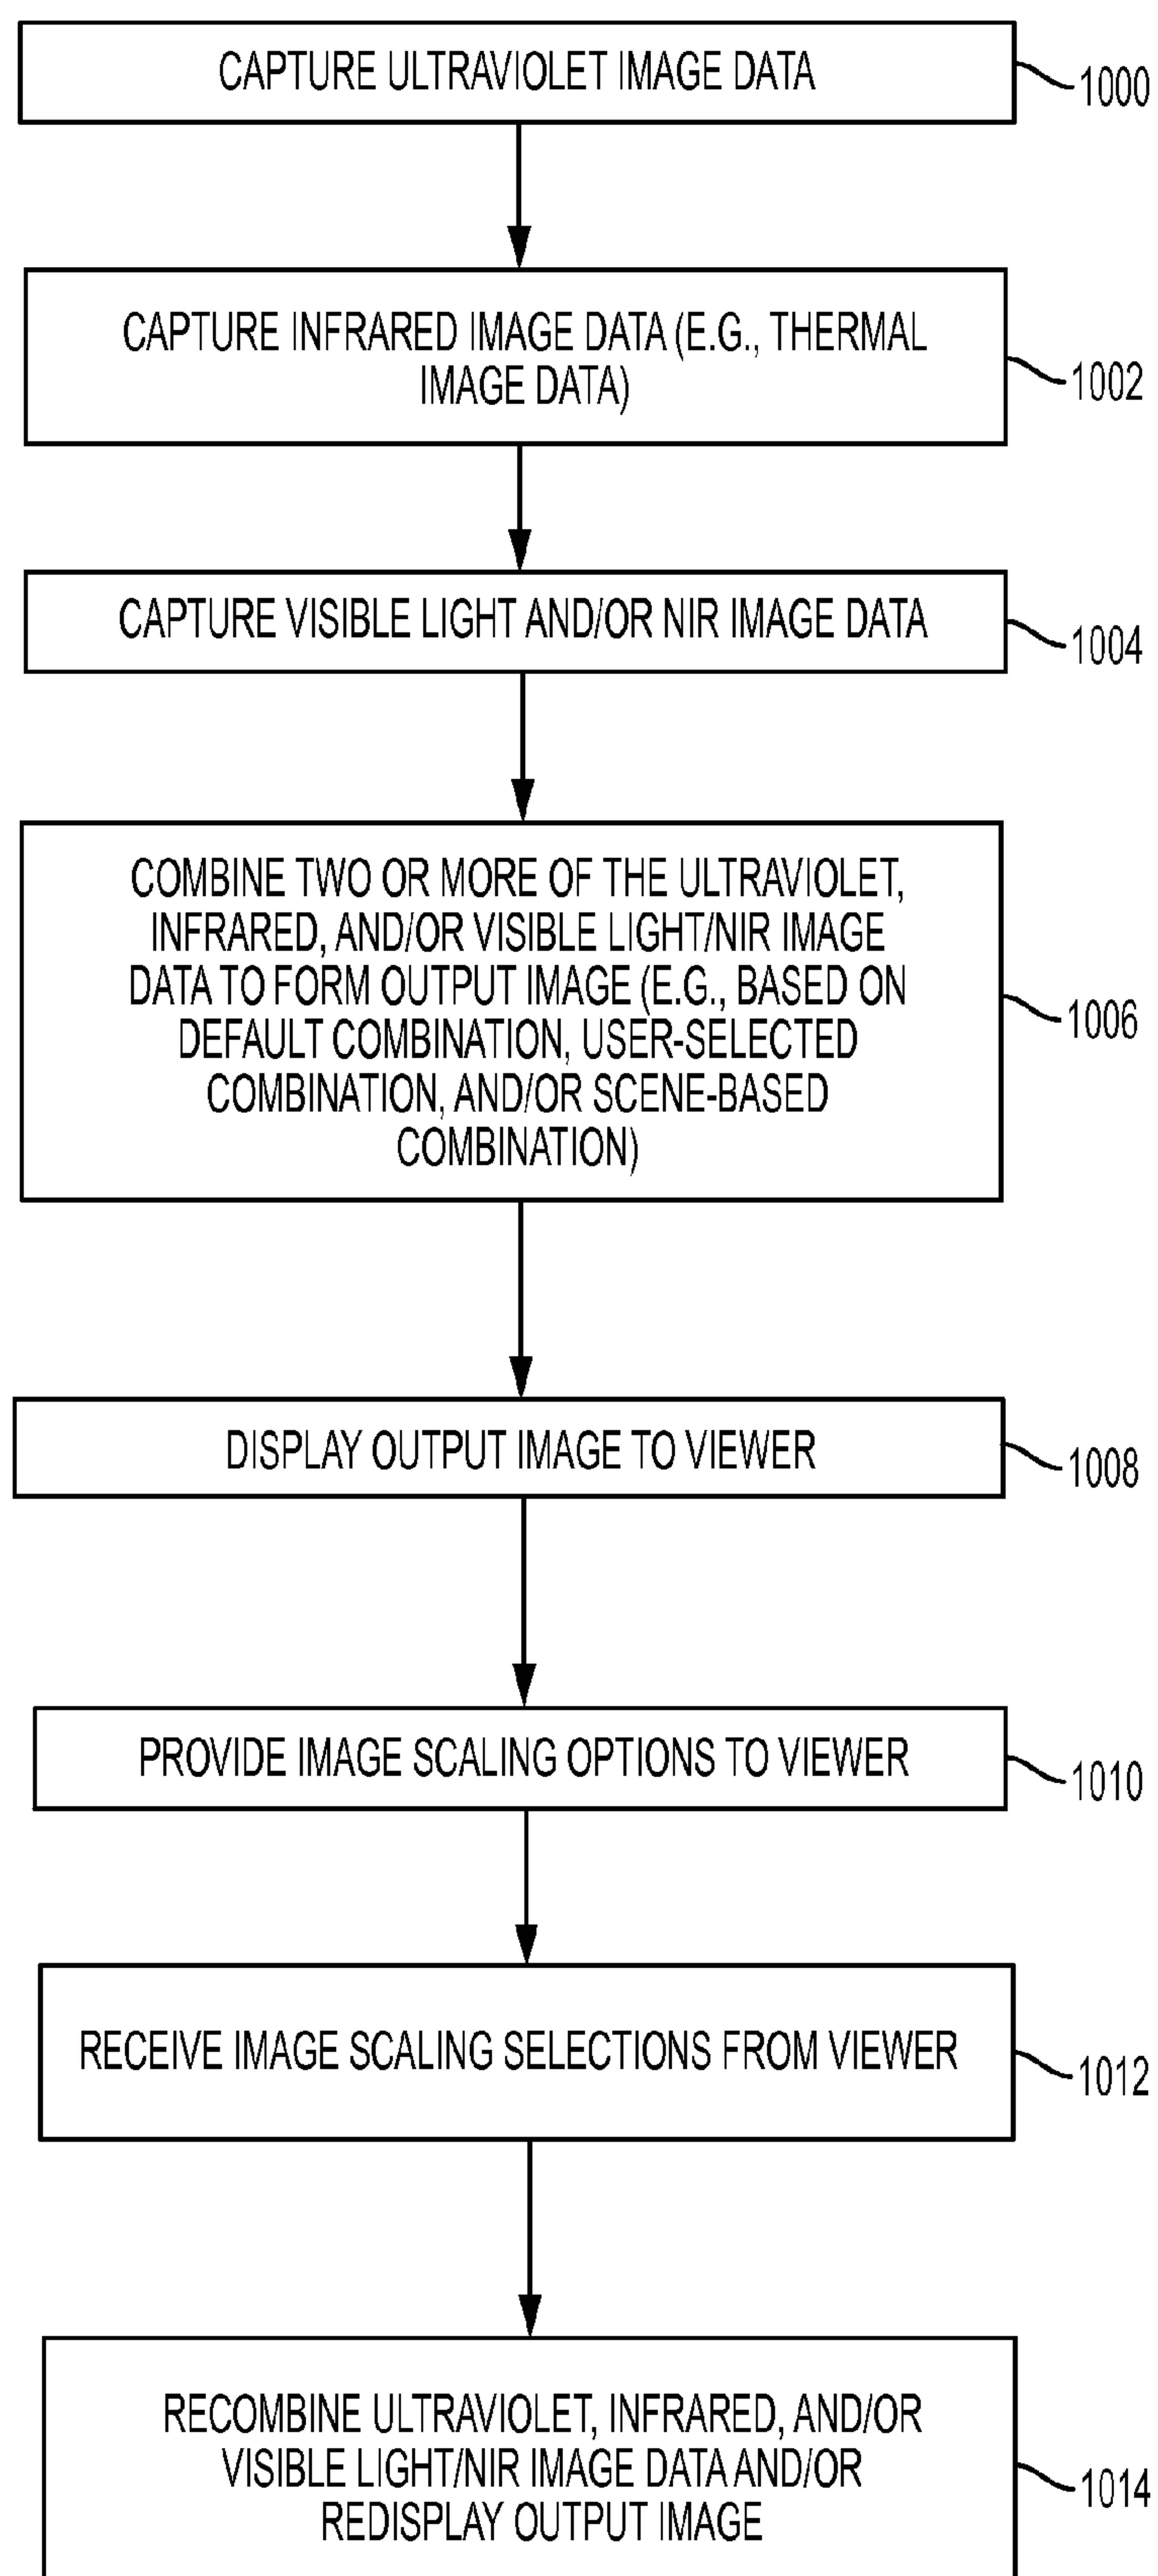 CAPTURE ULTRAVIOLET IMAGE DATA
1000
CAPTURE INFRARED IMAGE DATA (E.G., THERMAL
IMAGE DATA)
1002
CAPTURE VISIBLE LIGHT AND/OR NIR IMAGE DATA
1004
COMBINE TWO OR MORE OF THE ULTRAVIOLET,
INFRARED, AND/OR VISIBLE LIGHT/NIR IMAGE
DATA TO FORM OUTPUT IMAGE (E.G., BASED ON
DEFAULT COMBINATION, USER-SELECTED
COMBINATION, AND/OR SCENE-BASED
COMBINATION)
1006
DISPLAY OUTPUT IMAGE TO VIEWER
1008
PROVIDE IMAGE SCALING OPTIONS TO VIEWER
1010
RECEIVE IMAGE SCALING SELECTIONS FROM VIEWER
1012
RECOMBINE ULTRAVIOLET, INFRARED, AND/OR
VISIBLE LIGHT/NIR IMAGE DATA AND/OR
REDISPLAY OUTPUT IMAGE
1014